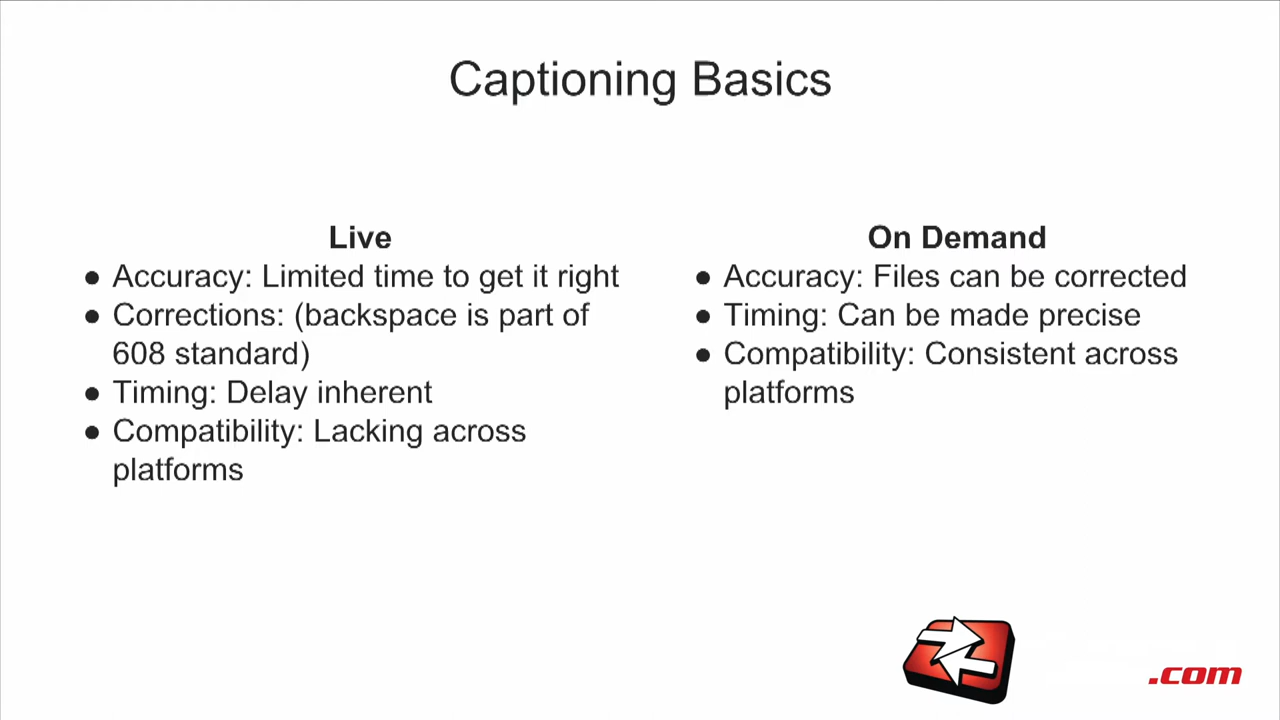 Captioning Basics
Live
● Accuracy: Limited time to get it right
● Corrections: (backspace is part of
608 standard)
● Timing: Delay inherent
● Compatibility: Lacking across
platforms
On Demand
● Accuracy: Files can be corrected
● Timing: Can be made precise
● Compatibility: Consistent across
platforms
.com